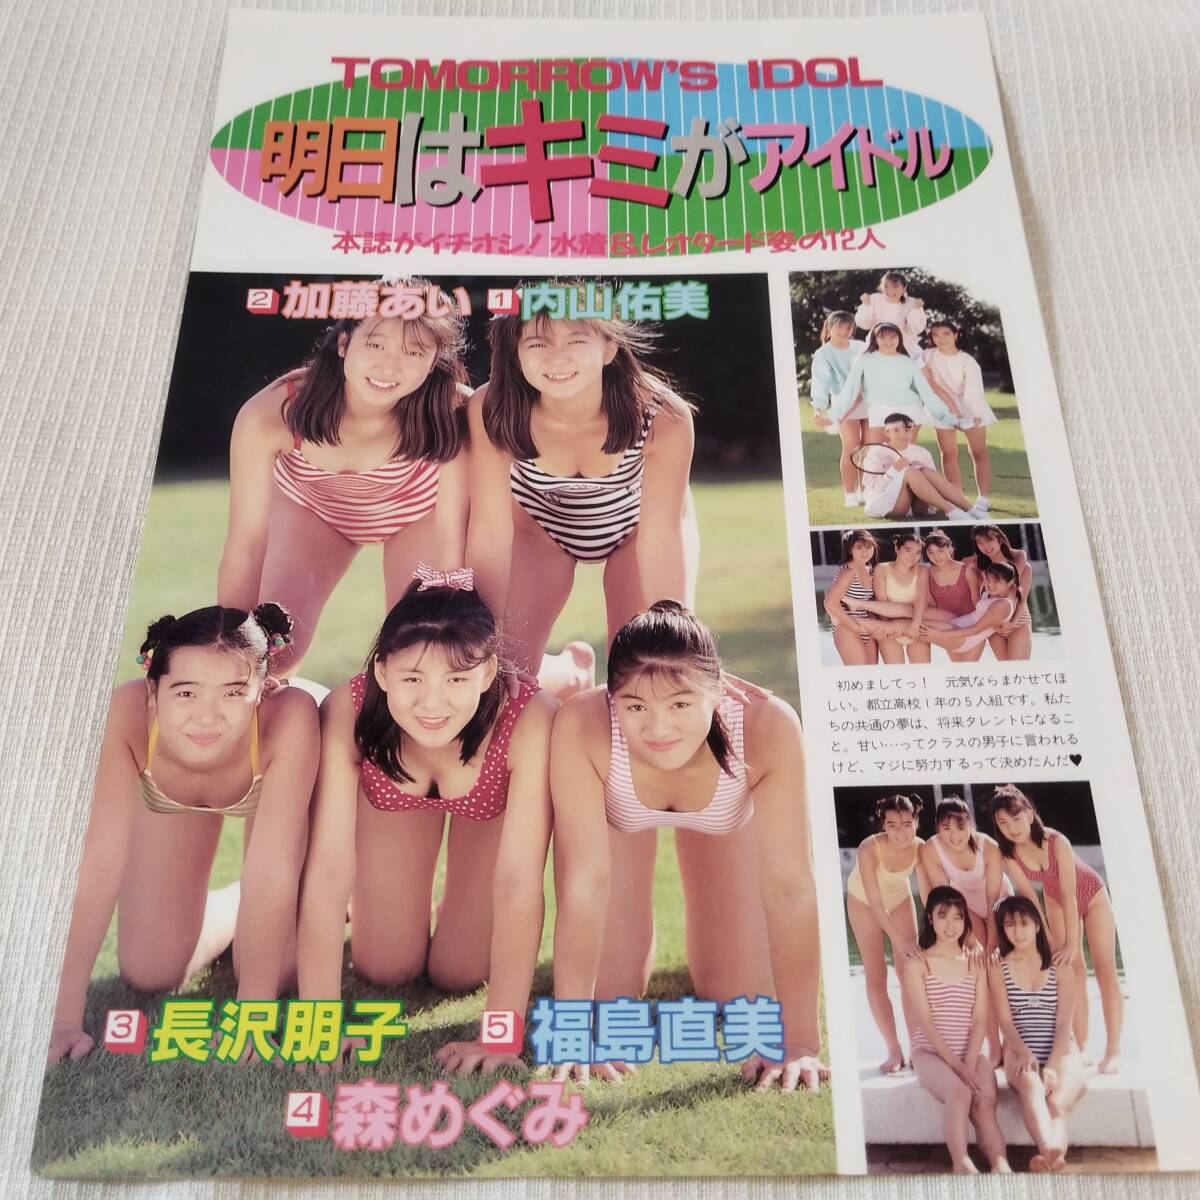 TOMORROW'S IDOL
明日はキミがアイドル
本誌がイチオシ!水着&レオタード姿の12人
2 加藤あい
1 内山佑美
3 長沢朋子
5 福島直美
4 森めぐみ
初めましてっ! 元気ならまかせてほ
しい。都立高校1年の5人組です。私た
ちの共通の夢は、将来タレントになるこ
と。甘い…ってクラスの男子に言われる
けど、マジに努力するって決めたんだ♥